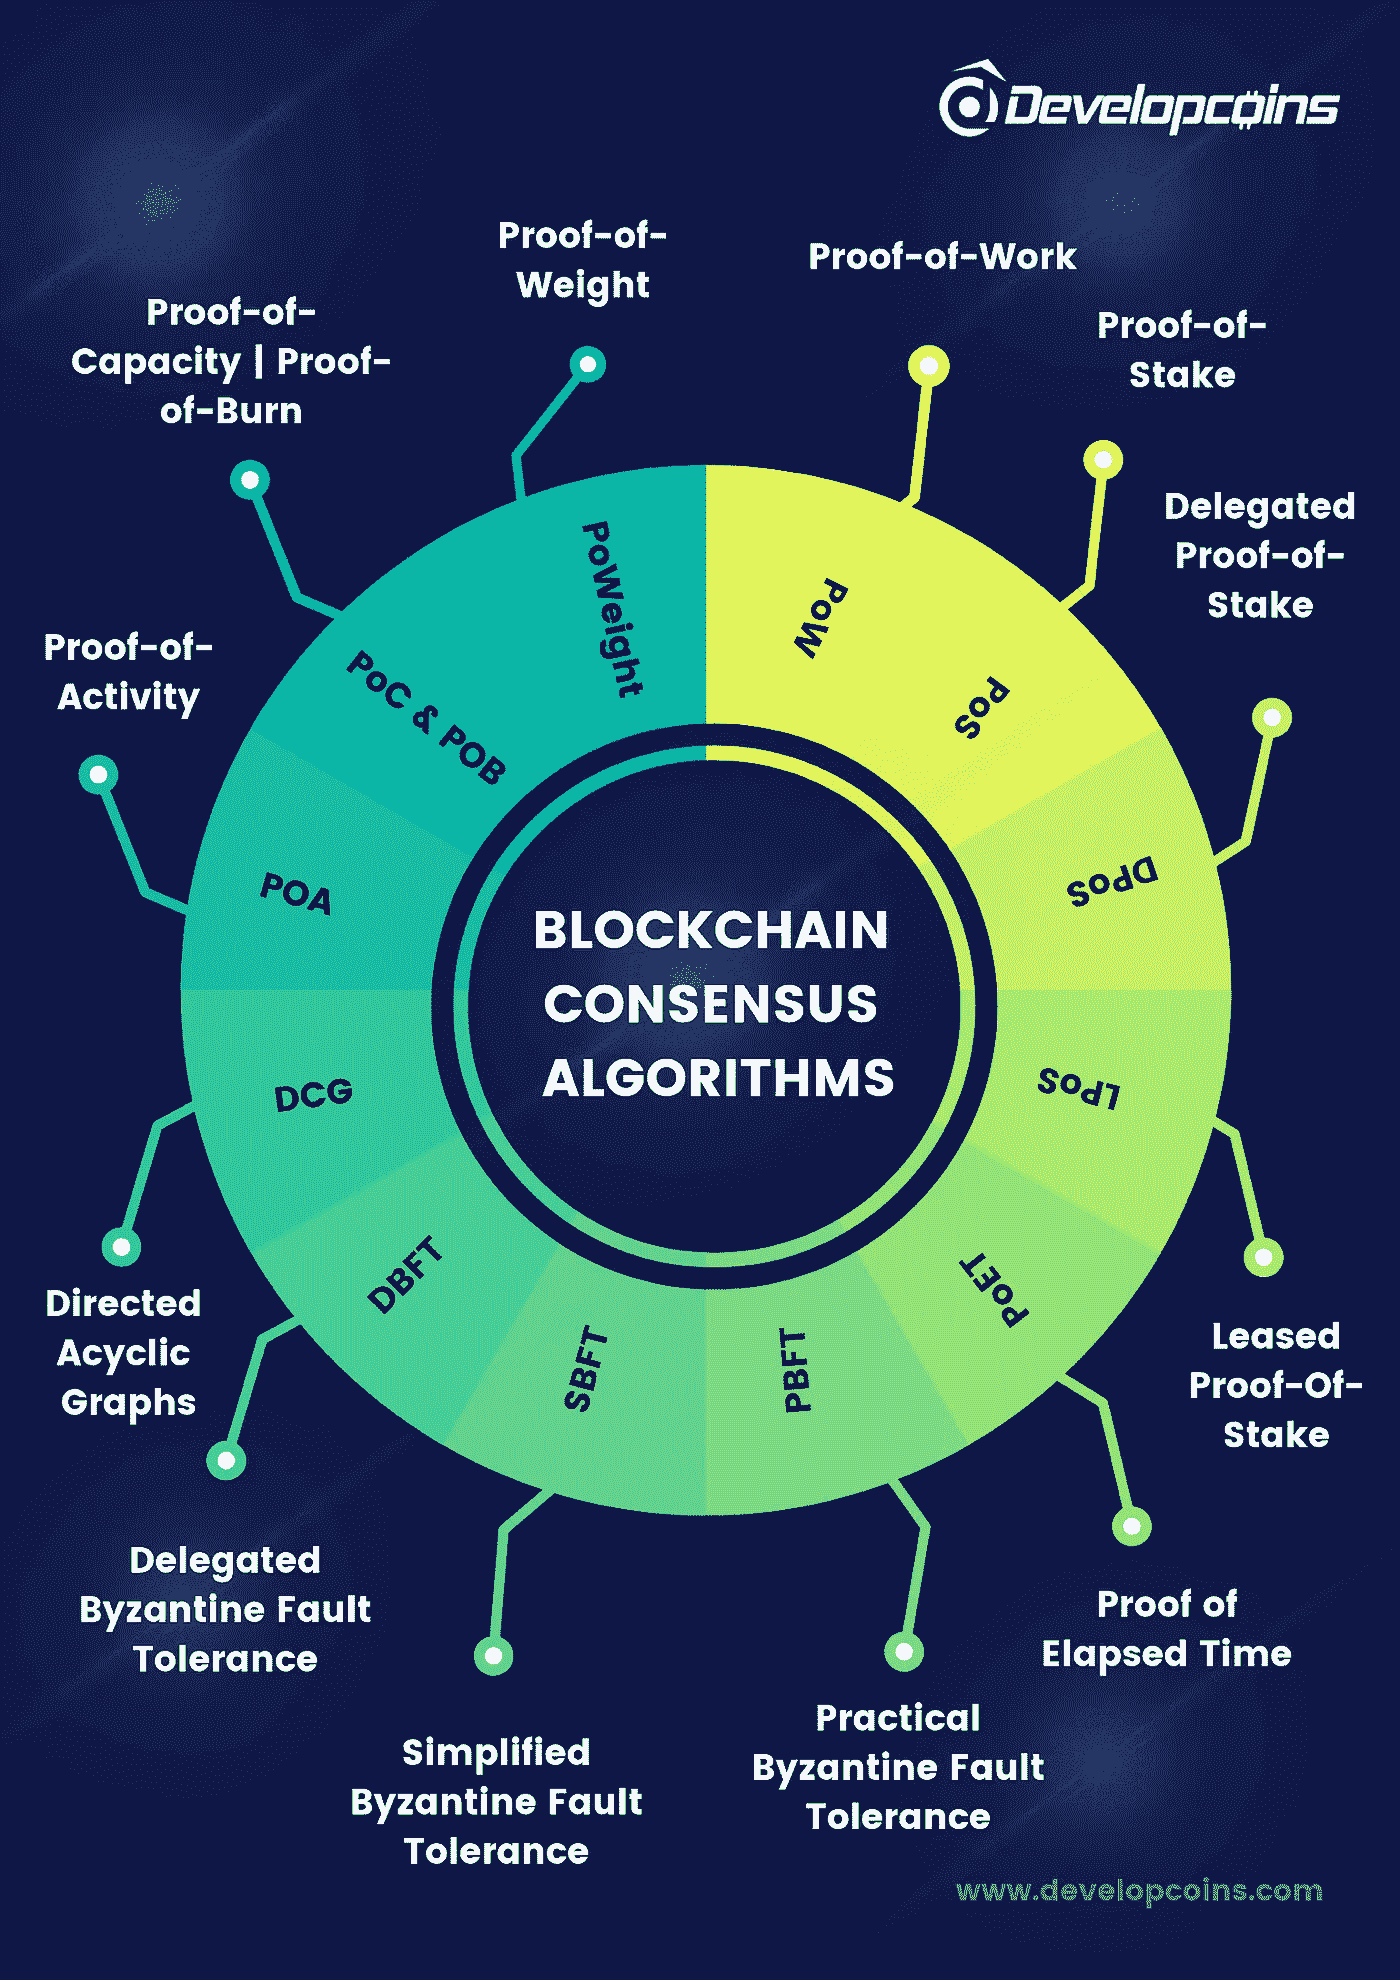 Developcoins
Proof-of-
Weight
Proof-of-Work
Proof-of-
Capacity | Proof-
of-Burn
Proof-of-
Stake
Delegated
Proof-of-
Stake
Proof-of-
Activity
PoWeight
PoW
PoC & POB
PoS
POA
DPoS
BLOCKCHAIN
CONSENSUS
ALGORITHMS
DCG
LPoS
DBFT
PoET
SBFT
PBFT
Directed
Acyclic
Graphs
Leased
Proof-Of-
Stake
Delegated
Byzantine Fault
Tolerance
Proof of
Elapsed Time
Simplified
Byzantine Fault
Tolerance
Practical
Byzantine Fault
Tolerance
www.developcoins.com